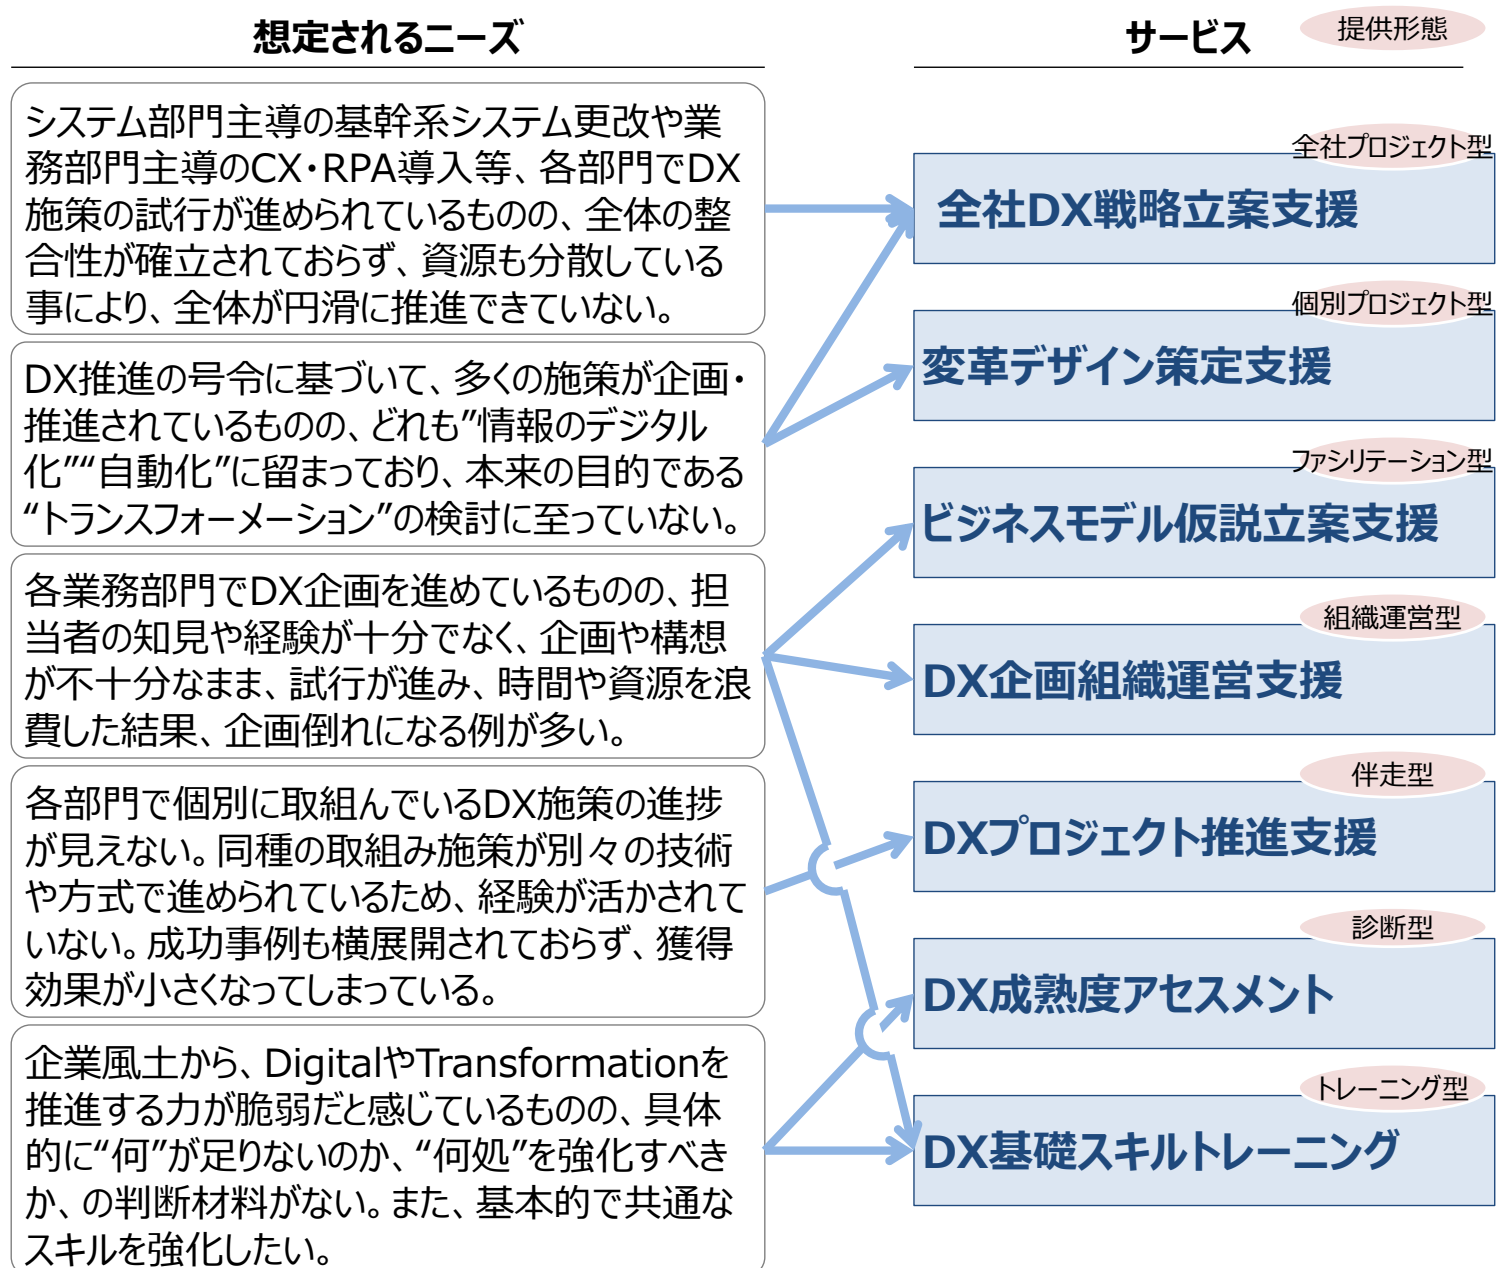 想定されるニーズ
サービス
提供形態
システム部門主導の基幹系システム更改や業
務部門主導のCX・RPA導入等、各部門でDX
施策の試行が進められているものの、全体の整
合性が確立されておらず、資源も分散している
事により、全体が円滑に推進できていない。
DX推進の号令に基づいて、多くの施策が企画・
推進されているものの、どれも”情報のデジタル
化”“自動化”に留まっており、本来の目的である
“トランスフォーメーション”の検討に至っていない。
各業務部門でDX企画を進めているものの、担
当者の知見や経験が十分でなく、企画や構想
が不十分なまま、試行が進み、時間や資源を浪
費した結果、企画倒れになる例が多い。
各部門で個別に取組んでいるDX施策の進捗
が見えない。同種の取組み施策が別々の技術
や方式で進められているため、経験が活かされて
いない。成功事例も横展開されておらず、獲得
効果が小さくなってしまっている。
企業風土から、DigitalやTransformationを
推進する力が脆弱だと感じているものの、具体
的に“何”が足りないのか、“何処”を強化すべき
か、の判断材料がない。また、基本的で共通な
スキルを強化したい。
全社プロジェクト型
全社DX戦略立案支援
個別プロジェクト型
変革デザイン策定支援
ファシリテーション型
ビジネスモデル仮説立案支援
組織運営型
DX企画組織運営支援
伴走型
DXプロジェクト推進支援
診断型
DX成熟度アセスメント
トレーニング型
DX基礎スキルトレーニング